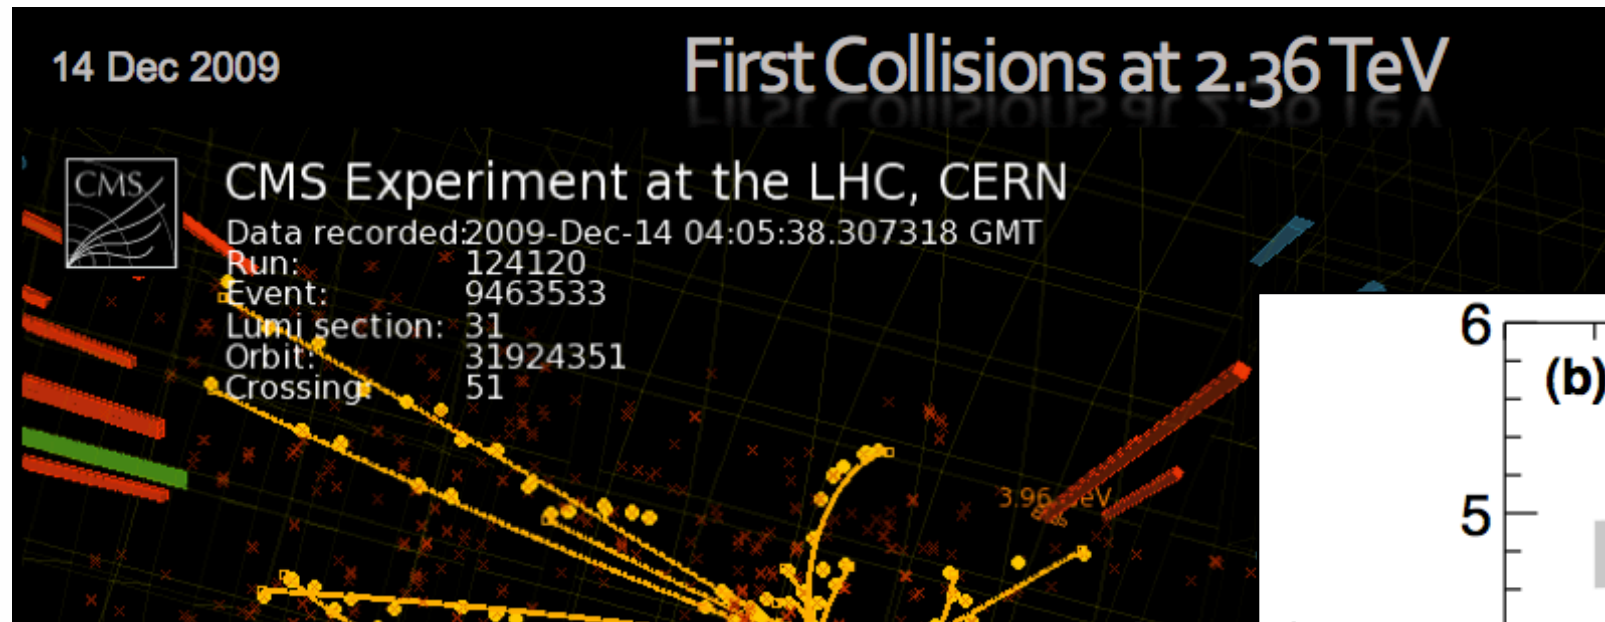 14 Dec 2009
First Collisions at 2.36 TeV
CMS
CMS Experiment at the LHC, CERN
Data recorded:2009-Dec-14 04:05:38.307318 GMT
Run: 124120
Event: 9463533
Lumi section: 31
Orbit: 31924351
Crossing: 51
6
(b)
3.96
5